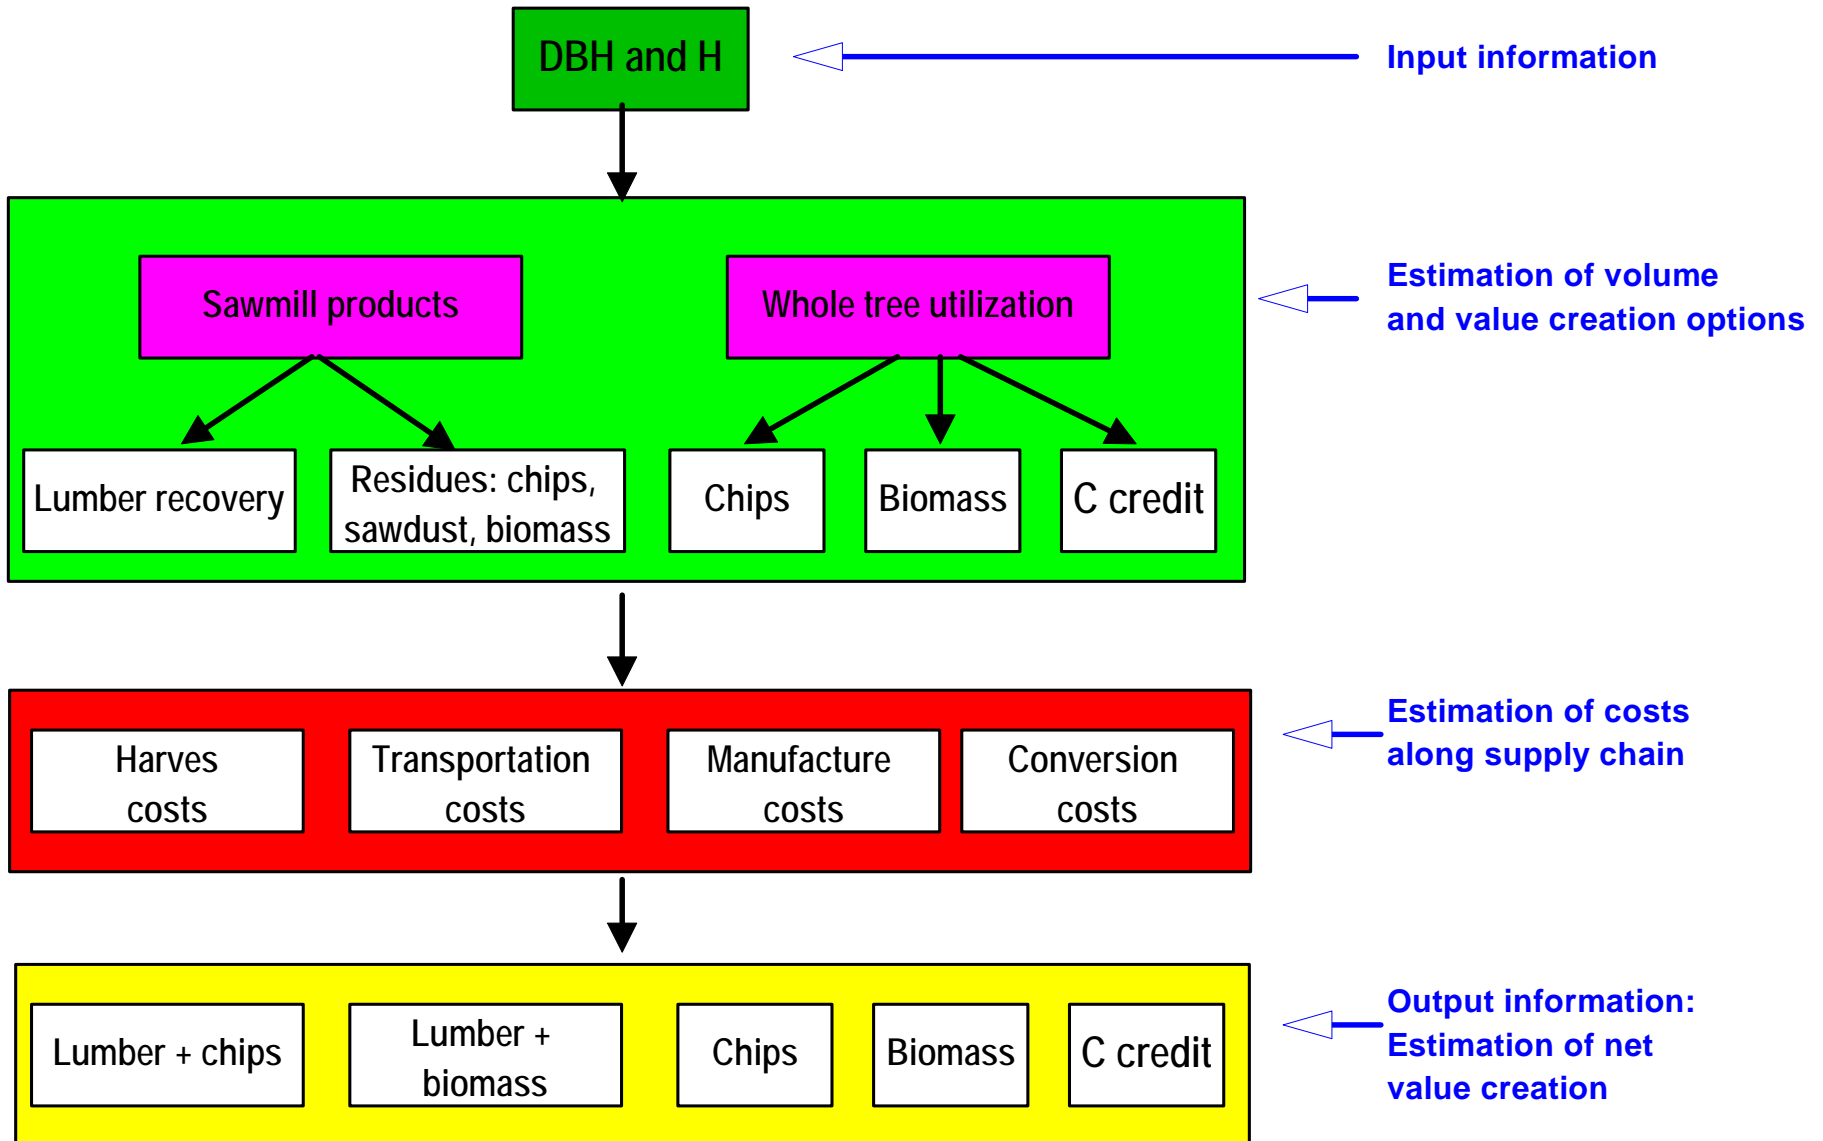 DBH and H
Input information
Sawmill products
Whole tree utilization
Estimation of volume
and value creation options
Lumber recovery
Residues: chips,
sawdust, biomass
Chips
Biomass
C credit
Harves
costs
Transportation
costs
Manufacture
costs
Conversion
costs
Estimation of costs
along supply chain
Lumber + chips
Lumber +
biomass
Chips
Biomass
C credit
Output information:
Estimation of net
value creation